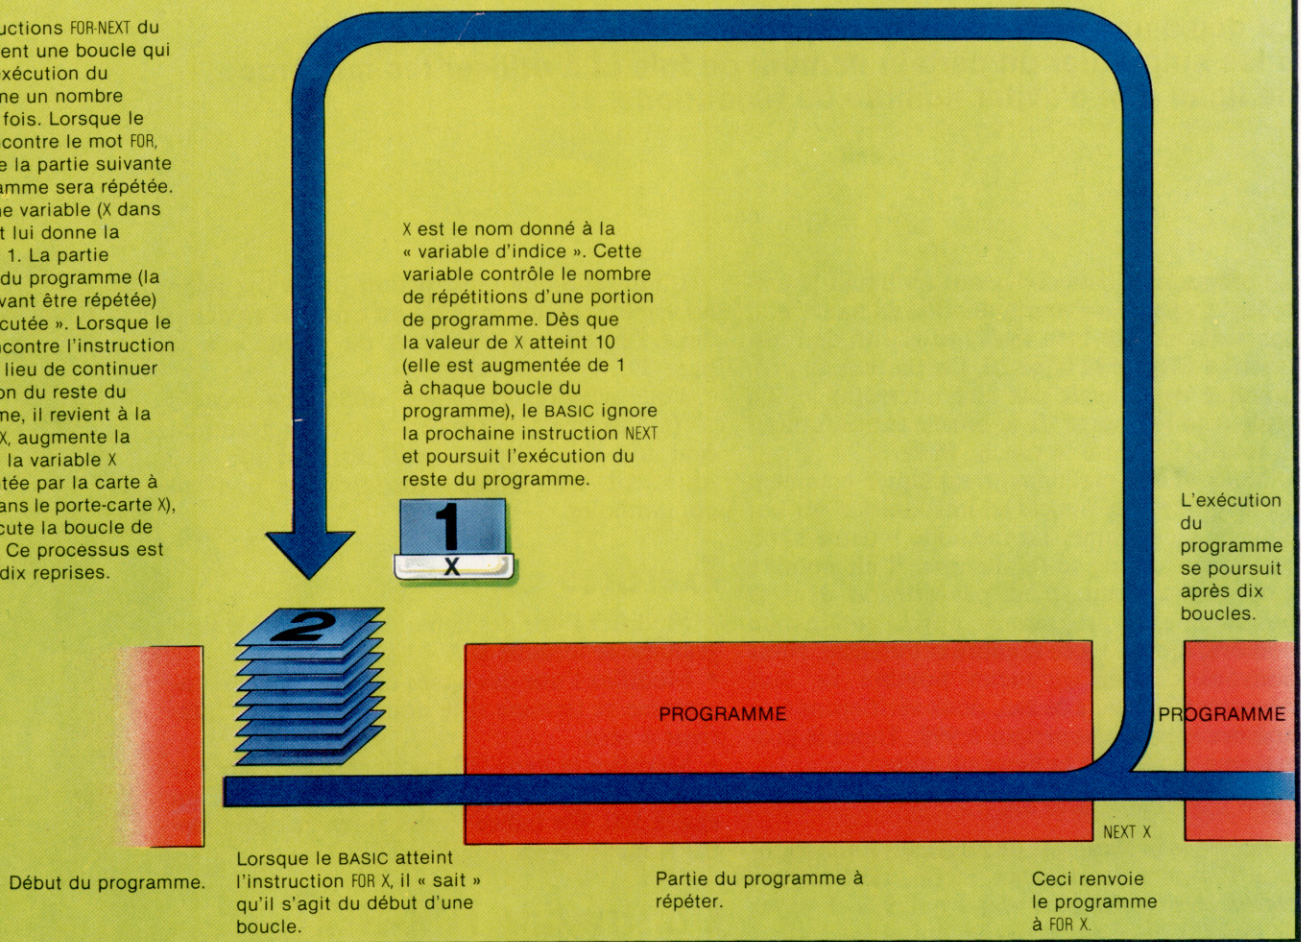 uctions FOR-NEXT du
ent une boucle qui
exécution du
me un nombre
fois. Lorsque le
contre le mot FOR,
e la partie suivante
amme sera répétée.
ne variable (X dans
t lui donne la
1. La partie
du programme (la
vant être répétée)
cutée ». Lorsque le
ncontre l'instruction
lieu de continuer
on du reste du
me, il revient à la
X, augmente la
la variable X
tée par la carte à
ans le porte-carte X),
cute la boucle de
Ce processus est
dix reprises.
X est le nom donné à la
« variable d'indice ». Cette
variable contrôle le nombre
de répétitions d'une portion
de programme. Dès que
la valeur de X atteint 10
(elle est augmentée de 1
à chaque boucle du
programme), le BASIC ignore
la prochaine instruction NEXT
et poursuit l'exécution du
reste du programme.
1
X
2
L'exécution
du
programme
se poursuit
après dix
boucles.
PROGRAMME
PROGRAMME
NEXT X
Début du programme.
Lorsque le BASIC atteint
l'instruction FOR X, il « sait »
qu'il s'agit du début d'une
boucle.
Partie du programme à
répéter.
Ceci renvoie
le programme
à FOR X.